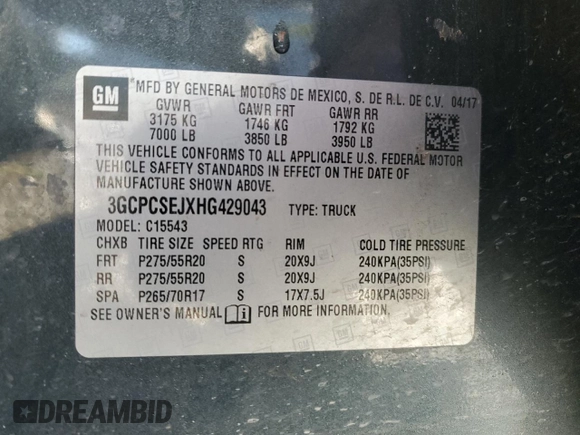 GM
MFD BY GENERAL MOTORS DE MEXICO, S. DE R.L. DE C.V. 04/17
GVWR GAWR FRT GAWR RR
3175 KG 1746 KG 1792 KG
7000 LB 3850 LB 3950 LB
THIS VEHICLE CONFORMS TO ALL APPLICABLE U.S. FEDERAL MOTOR
VEHICLE SAFETY STANDARDS IN EFFECT ON THE DATE OF
MANUFACTURE SHOWN ABOVE.
3GCPCSEJXHG429043 TYPE: TRUCK
MODEL: C15543
CHXB TIRE SIZE SPEED RTG RIM COLD TIRE PRESSURE
FRT P275/55R20 S 20X9J 240KPA(35PSI)
RR P275/55R20 S 20X9J 240KPA(35PSI)
SPA P265/70R17 S 17X7.5J 240KPA(35PSI)
SEE OWNER'S MANUAL FOR MORE INFORMATION.
DREAMBID